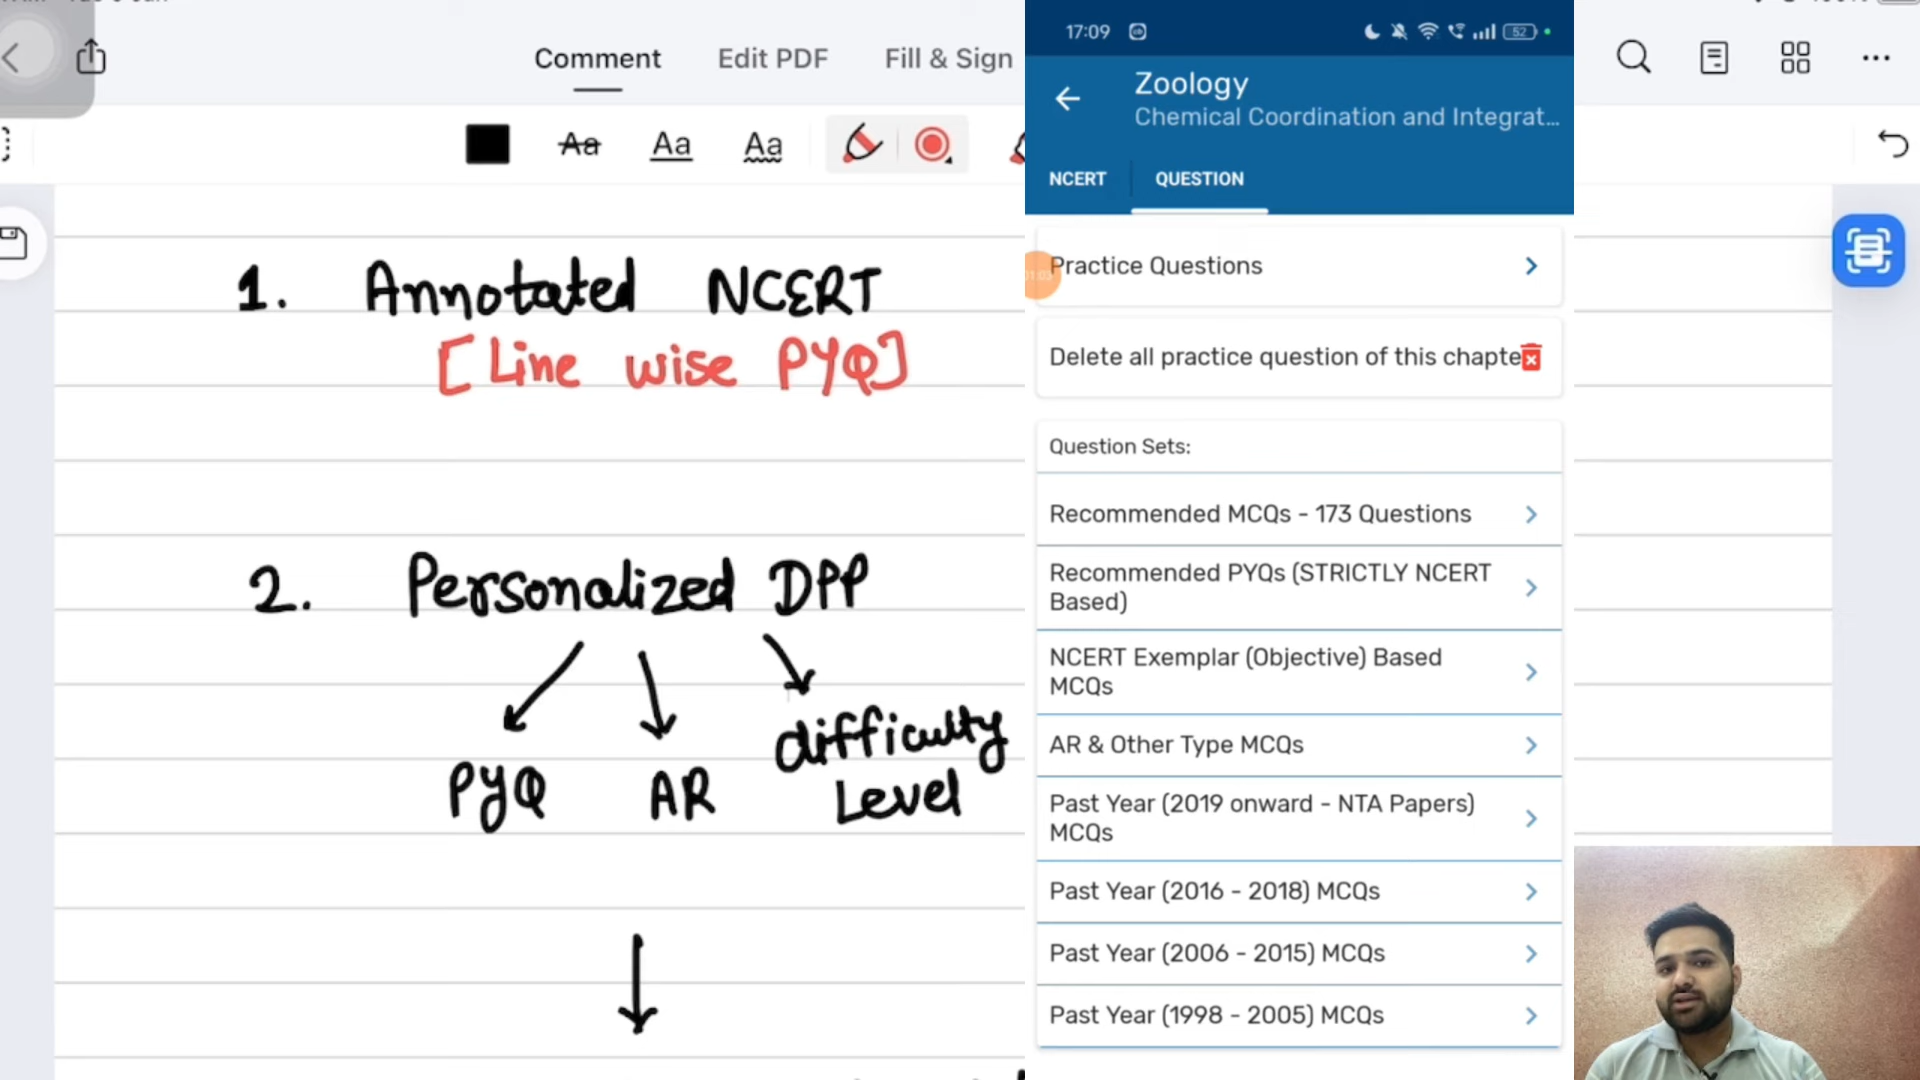 Comment
Edit PDF
Fill & Sign
Aa
Aa
Aa
1. Annotated NCERT
[Line wise PYQ]
2. Personalized DPP
PYQ
AR
difficulty
Level
17:09
52
Zoology
Chemical Coordination and Integrat...
NCERT
QUESTION
01:03
Practice Questions
Delete all practice question of this chapte
Question Sets:
Recommended MCQs - 173 Questions
Recommended PYQs (STRICTLY NCERT
Based)
NCERT Exemplar (Objective) Based
MCQs
AR & Other Type MCQs
Past Year (2019 onward - NTA Papers)
MCQs
Past Year (2016 - 2018) MCQs
Past Year (2006 - 2015) MCQs
Past Year (1998 - 2005) MCQs